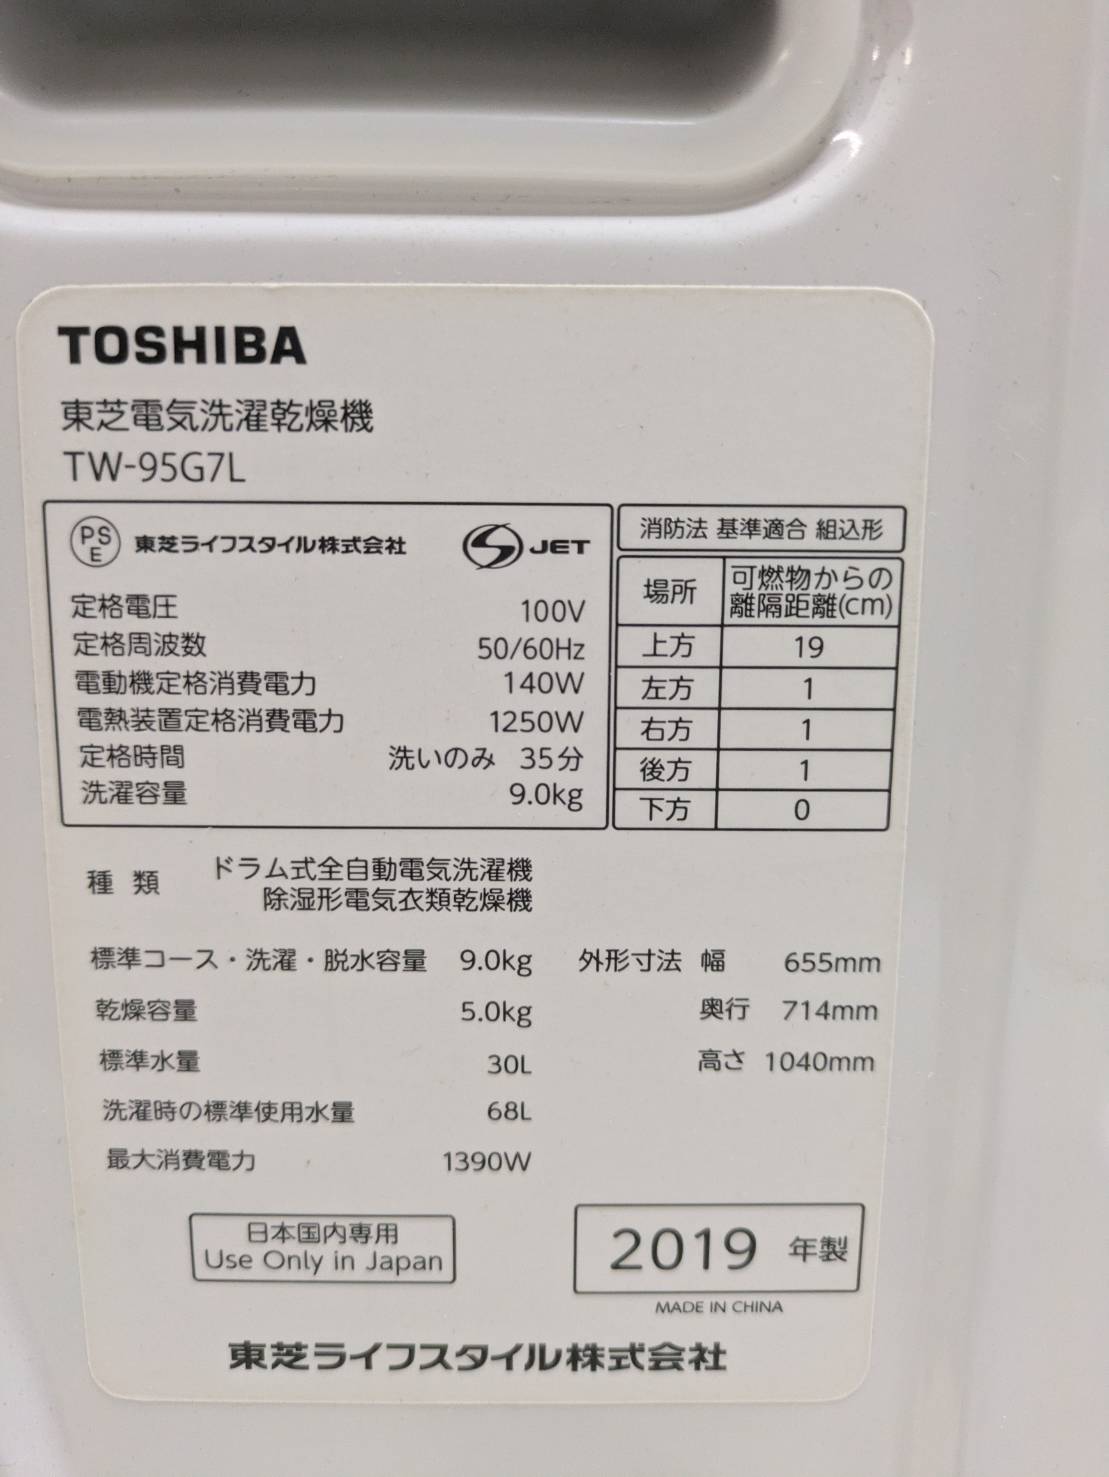 TOSHIBA
東芝電気洗濯乾燥機
TW-95G7L
PS
E
東芝ライフスタイル株式会社
JET
定格電圧 100V
定格周波数 50/60Hz
電動機定格消費電力 140W
電熱装置定格消費電力 1250W
定格時間 洗いのみ 35分
洗濯容量 9.0kg
消防法 基準適合 組込形
場所 可燃物からの
離隔距離(cm)
上方 19
左方 1
右方 1
後方 1
下方 0
種類 ドラム式全自動電気洗濯機
除湿形電気衣類乾燥機
標準コース・洗濯・脱水容量 9.0kg
乾燥容量 5.0kg
標準水量 30L
洗濯時の標準使用水量 68L
最大消費電力 1390W
外形寸法 幅 655mm
奥行 714mm
高さ 1040mm
日本国内専用
Use Only in Japan
2019 年製
MADE IN CHINA
東芝ライフスタイル株式会社